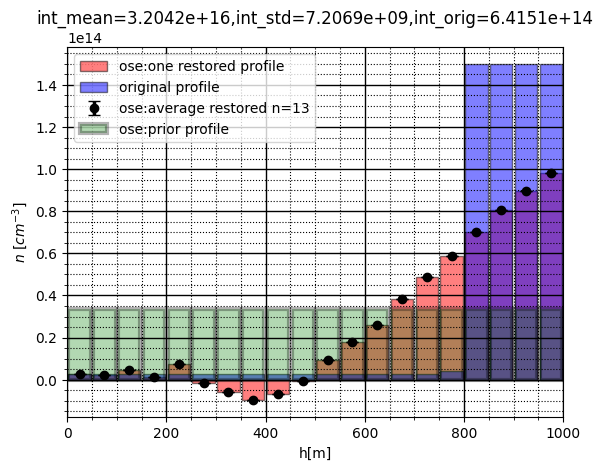 int_mean=3.2042e+16,int_std=7.2069e+09,int_orig=6.4151e+14
1e14
ose:one restored profile
original profile
ose:average restored n=13
ose:prior profile
1.4
1.2
1.0
0.8
0.6
0.4
0.2
0.0
n [cm⁻³]
0 200 400 600 800 1000
h[m]